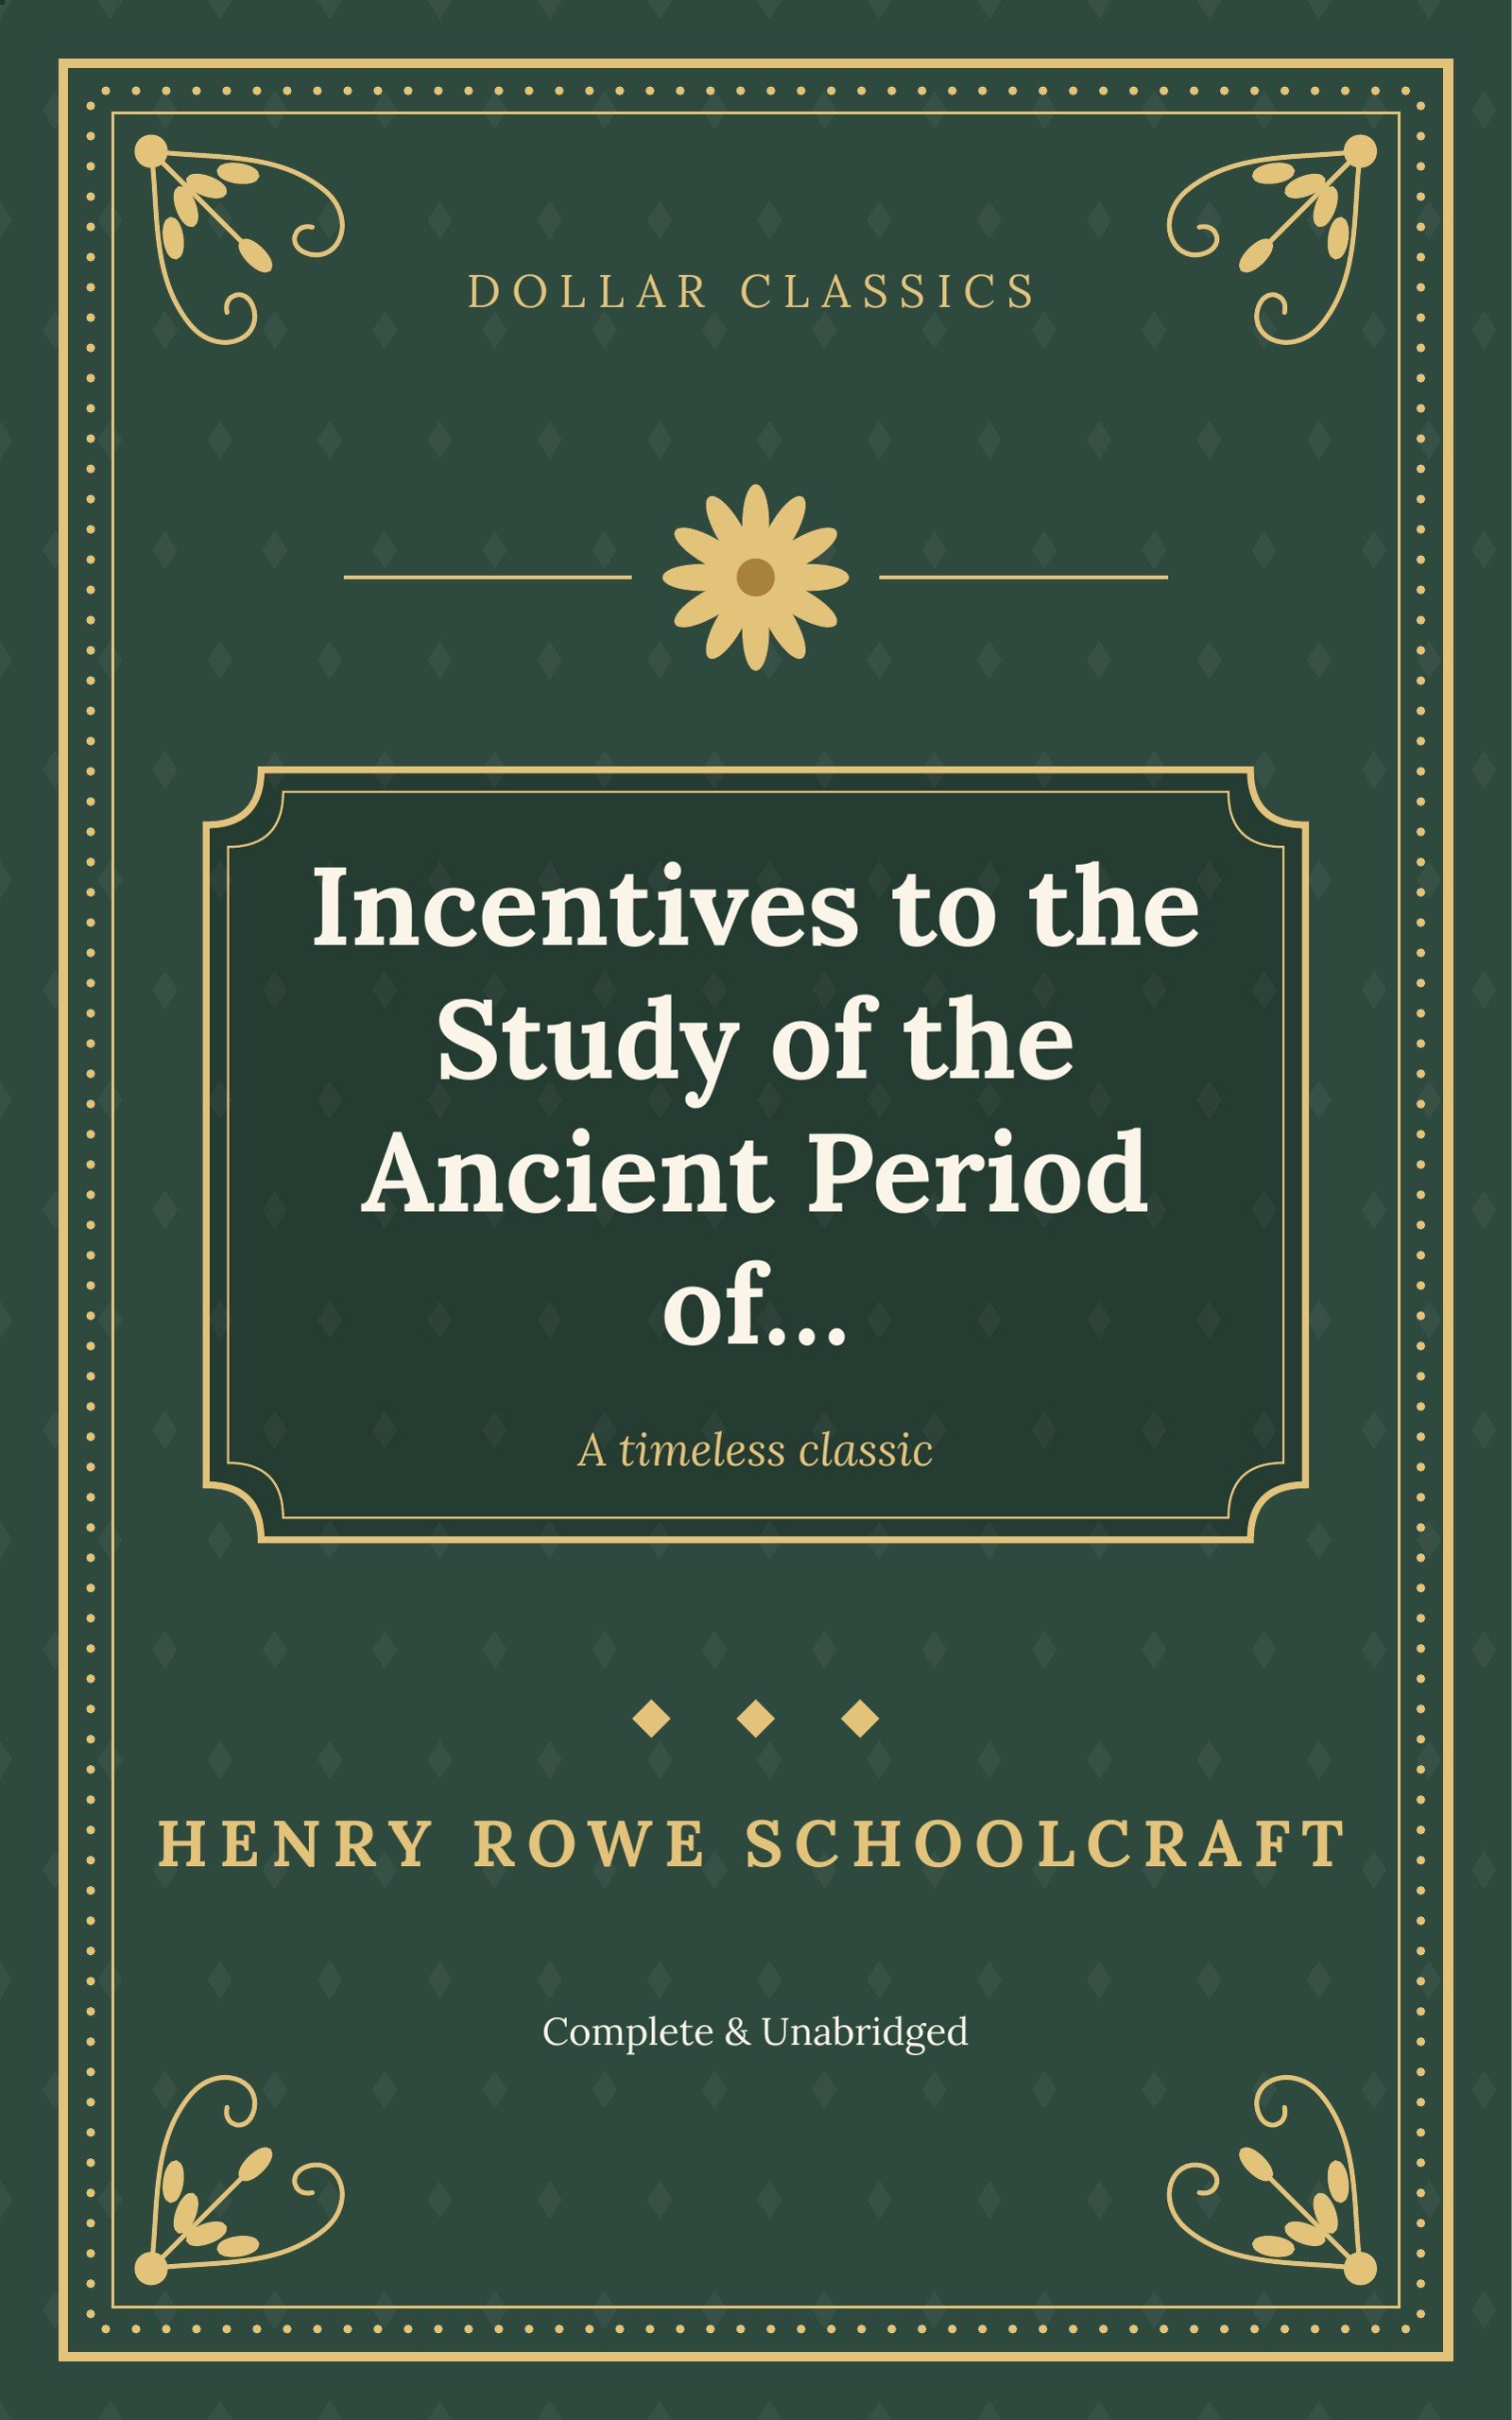 DOLLAR CLASSICS
Incentives to the
Study of the
Ancient Period
of...
A timeless classic
HENRY ROWE SCHOOLCRAFT
Complete & Unabridged